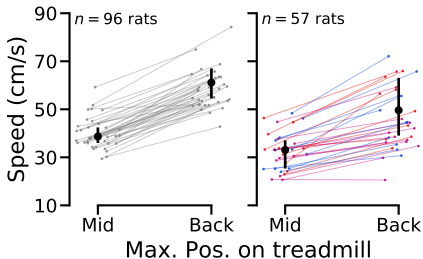 n = 96 rats
n = 57 rats
90
70
50
30
10
Speed (cm/s)
Mid Back Mid Back
Max. Pos. on treadmill